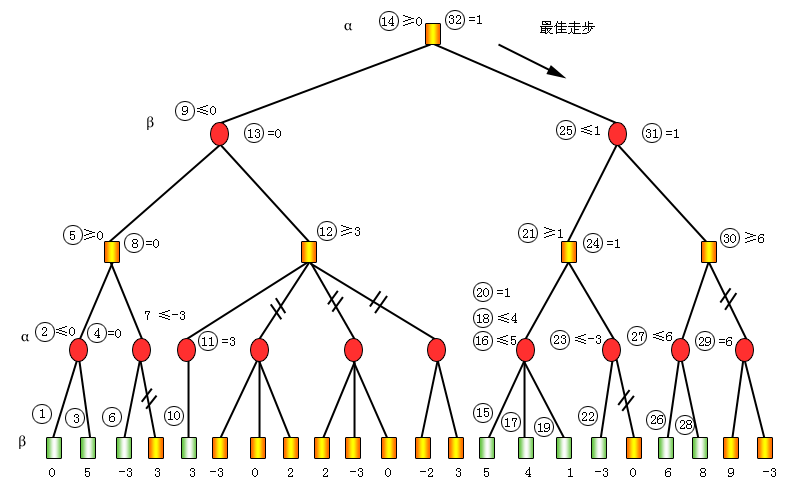 α ⑭ ≥0 ㉜ =1 最佳走步
⑨ ≤0
β ⑬ =0 ㉕ ≤1 ㉛ =1
⑤ ≥0 ⑧ =0 ⑫ ≥3 ㉑ ≥1 ㉔ =1 ㉚ ≥6
⑳ =1
7 ≤-3 ⑱ ≤4
α ② ≤0 ④ =0 ⑪ =3 ⑯ ≤5 ㉓ ≤-3 ㉗ ≤6 ㉙ =6
① ③ ⑥ ⑩ ⑮ ⑰ ⑲ ㉒ ㉖ ㉘
β
0 5 -3 3 3 -3 0 2 2 -3 0 -2 3 5 4 1 -3 0 6 8 9 -3